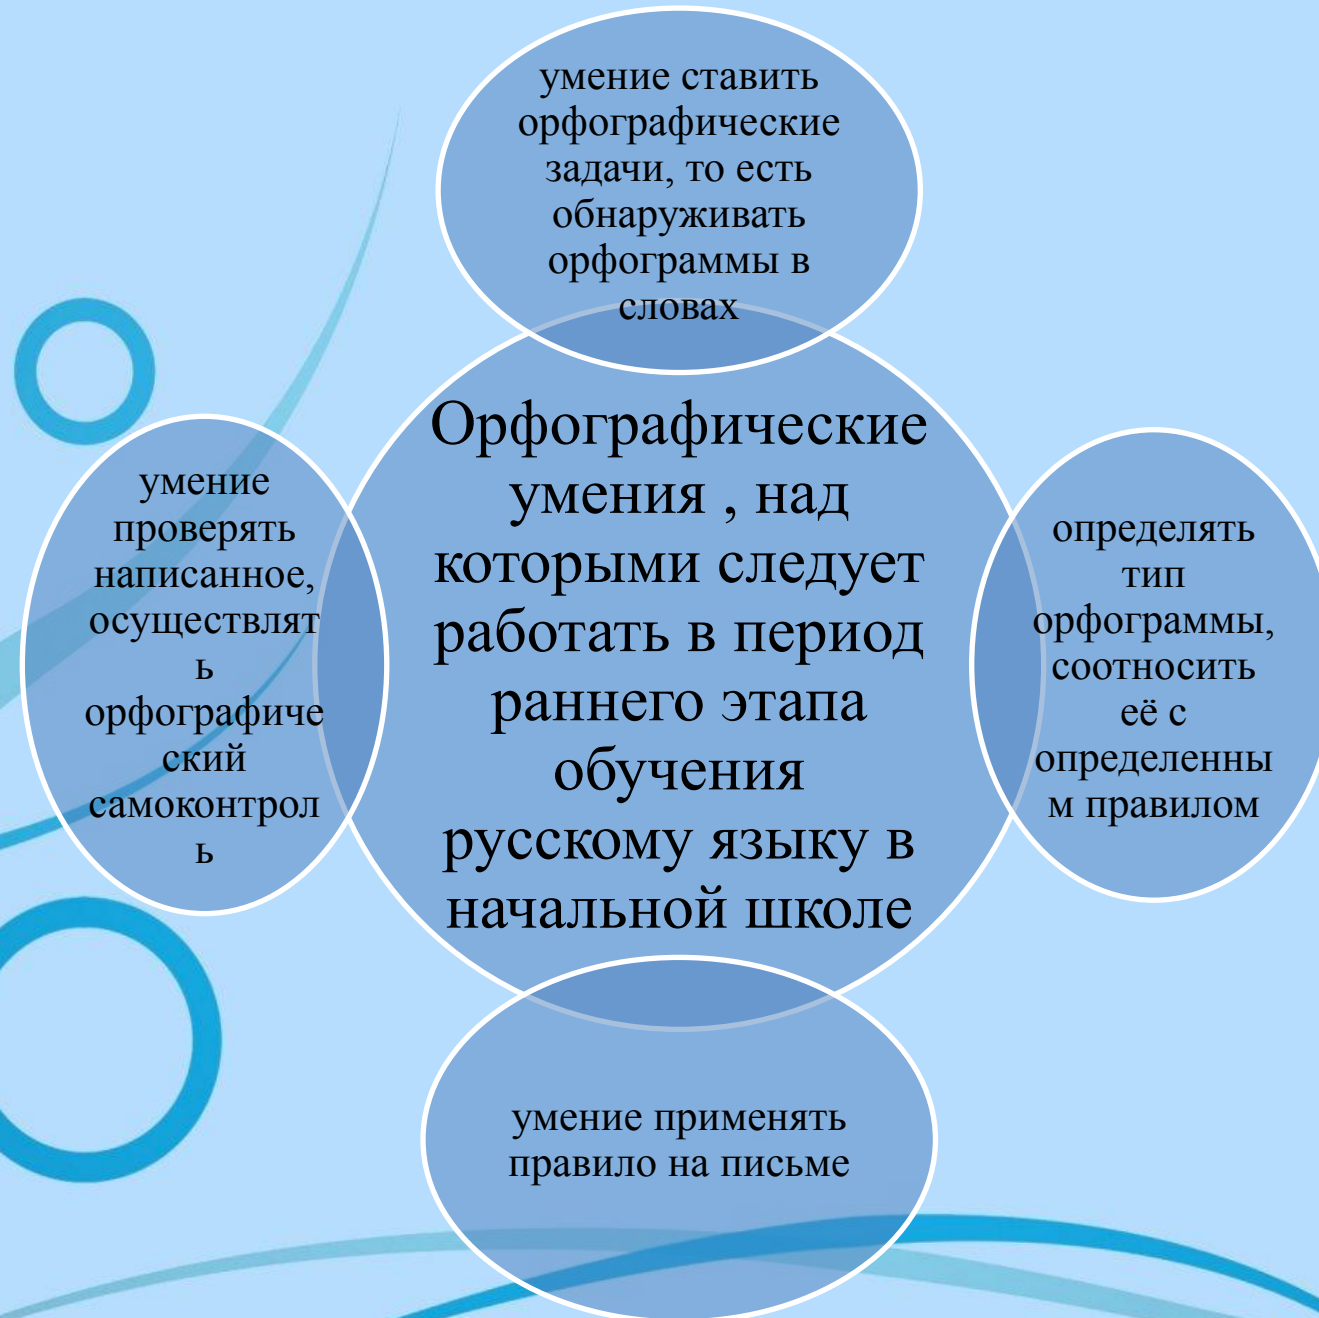 умение ставить
орфографические
задачи, то есть
обнаруживать
орфограммы в
словах
Орфографические
умения , над
которыми следует
работать в период
раннего этапа
обучения
русскому языку в
начальной школе
определять
тип
орфограммы,
соотносить
её с
определенны
м правилом
умение применять
правило на письме
умение
проверять
написанное,
осуществлят
ь
орфографиче
ский
самоконтрол
ь